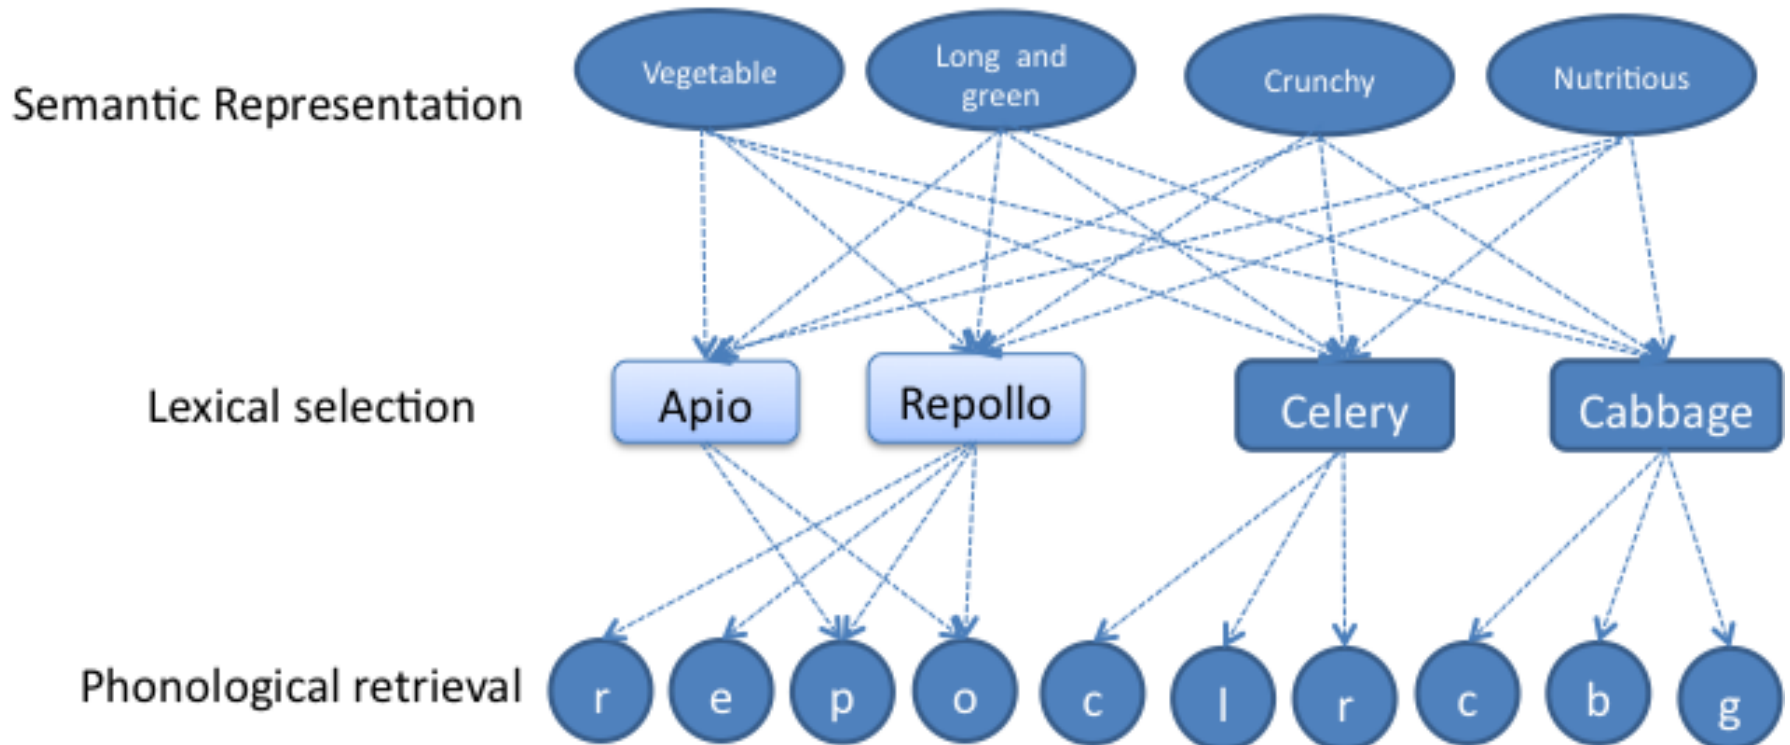 Semantic Representation
Vegetable
Long and
green
Crunchy
Nutritious
Lexical selection
Apio
Repollo
Celery
Cabbage
Phonological retrieval
r
e
p
o
c
l
r
c
b
g